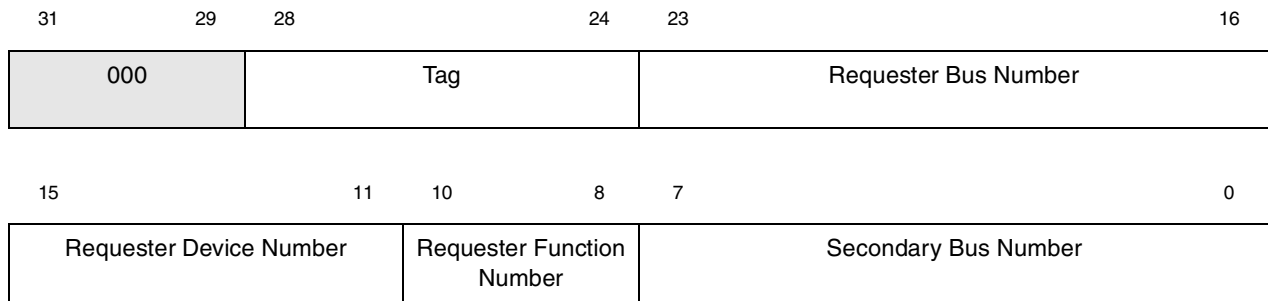 31 29 28 24 23 16
000 Tag Requester Bus Number
15 11 10 8 7 0
Requester Device Number Requester Function Secondary Bus Number
Number